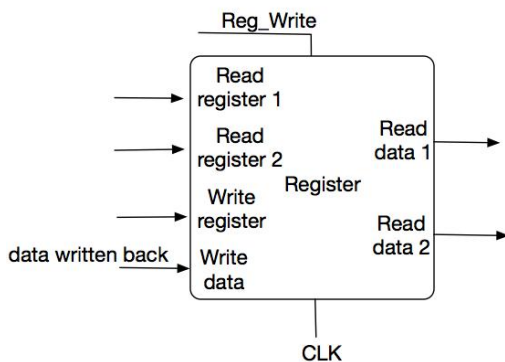 Reg_Write
Read
register 1
Read
register 2
Write
register
data written back
Write
data
Register
Read
data 1
Read
data 2
CLK